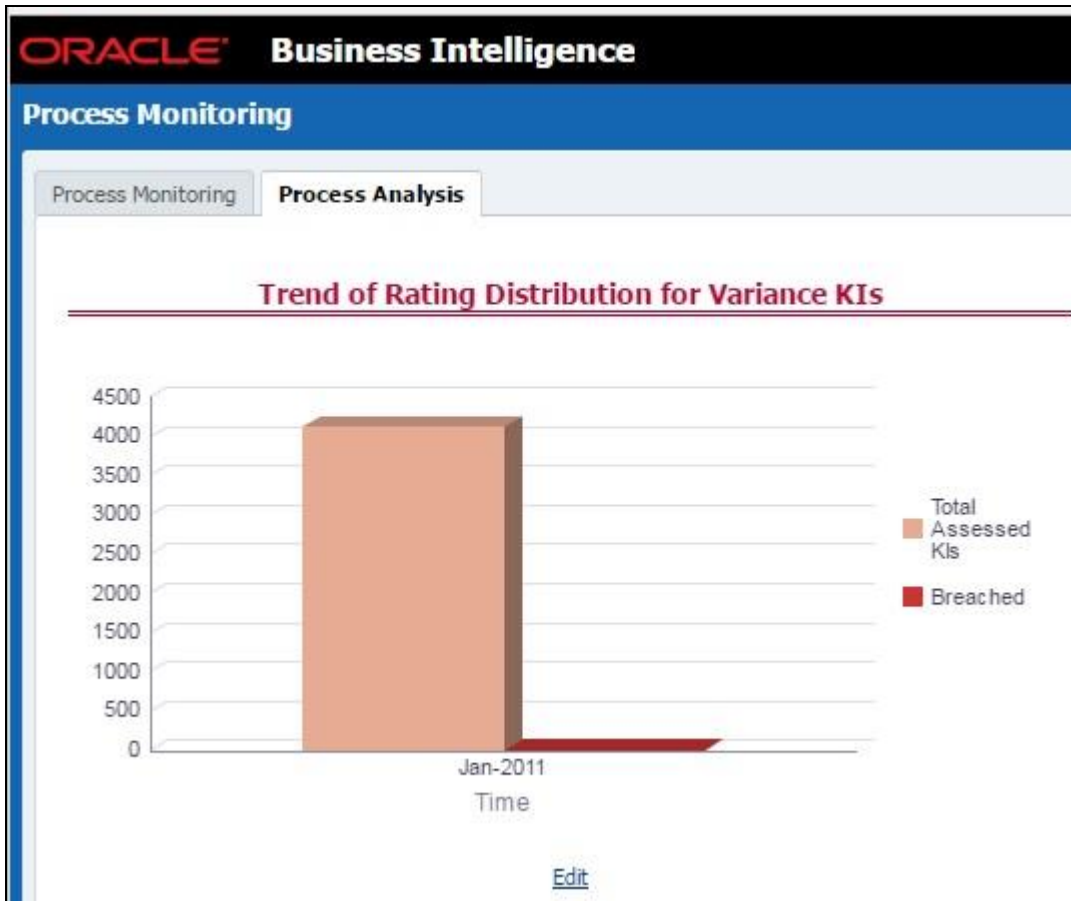 ORACLE Business Intelligence
Process Monitoring
Process Monitoring
Process Analysis
Trend of Rating Distribution for Variance KIs
4500
4000
3500
3000
2500
2000
1500
1000
500
0
Jan-2011
Time
Total
Assessed
KIs
Breached
Edit